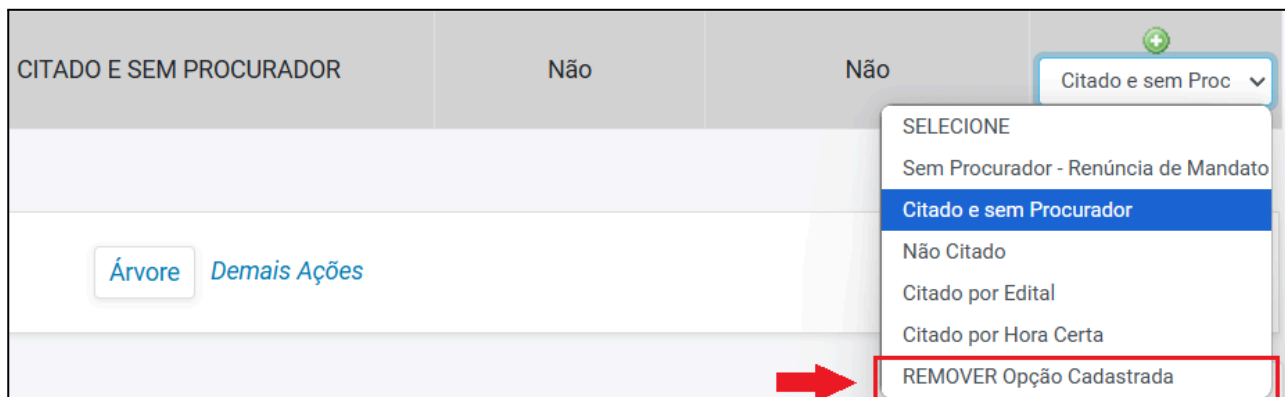 CITADO E SEM PROCURADOR Não Não Citado e sem Proc
SELECIONE
Sem Procurador - Renúncia de Mandato
Citado e sem Procurador
Árvore Demais Ações
Não Citado
Citado por Edital
Citado por Hora Certa
REMOVER Opção Cadastrada